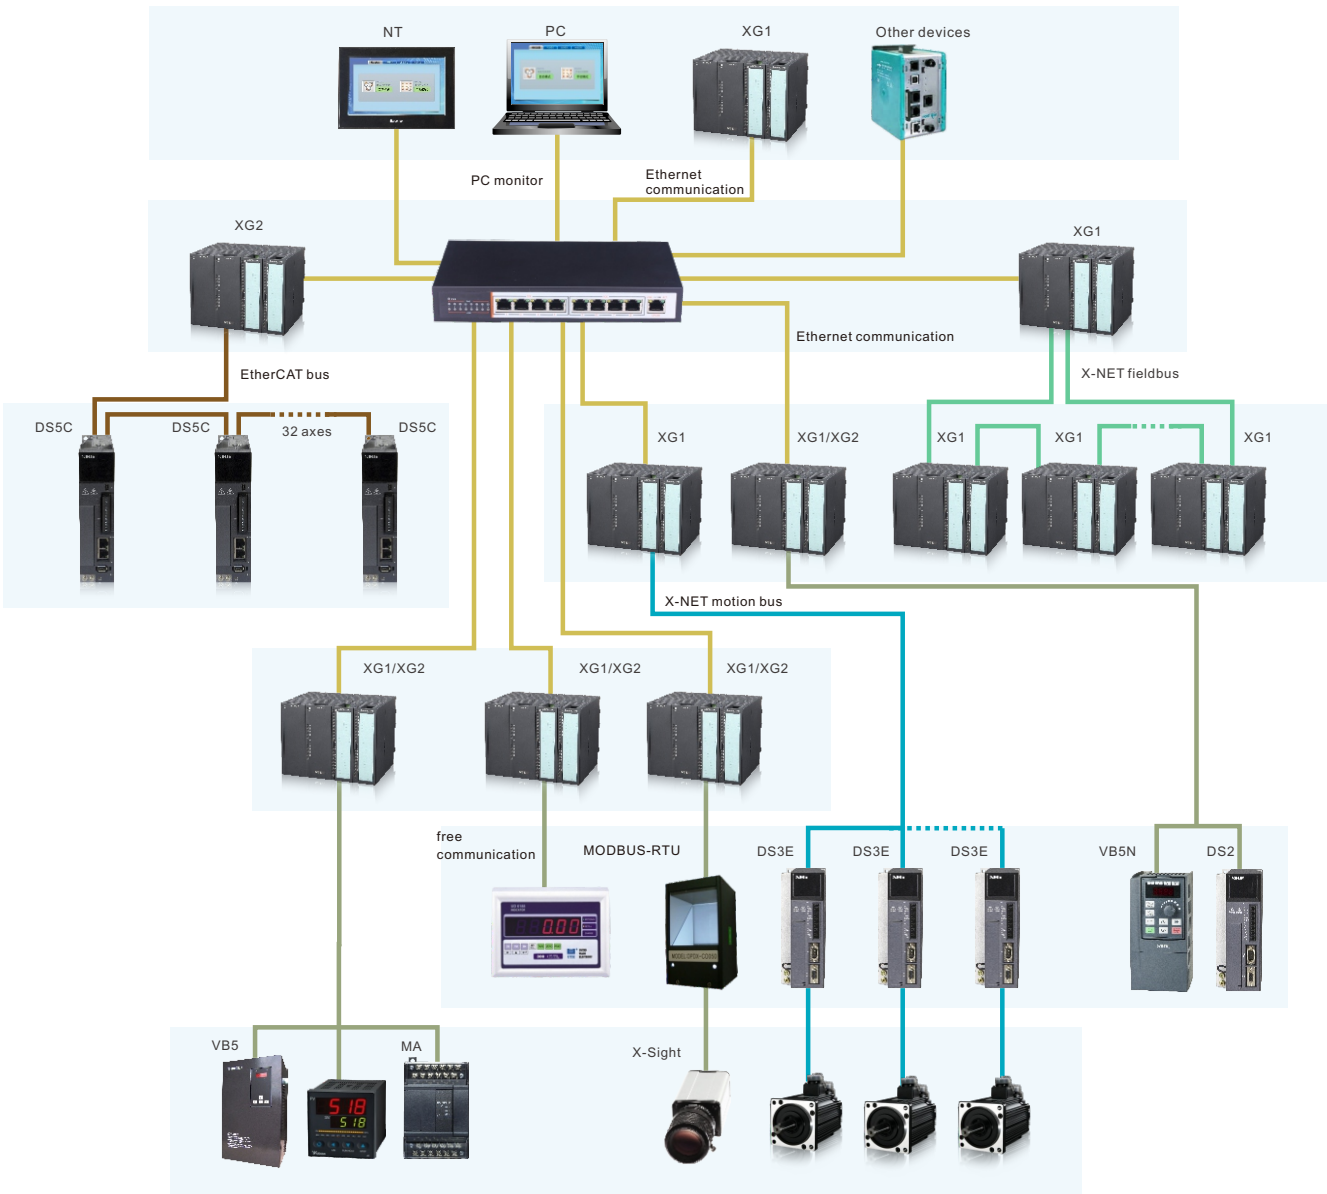 NT
PC
XG1
Other devices
PC monitor
Ethernet
communication
XG2
XG1
Ethernet communication
EtherCAT bus
X-NET fieldbus
DS5C
DS5C
32 axes
DS5C
XG1
XG1/XG2
XG1
XG1
XG1
X-NET motion bus
XG1/XG2
XG1/XG2
XG1/XG2
free
communication
MODBUS-RTU
DS3E
DS3E
DS3E
VB5N
DS2
0.00
VB5
MA
X-Sight
518
518